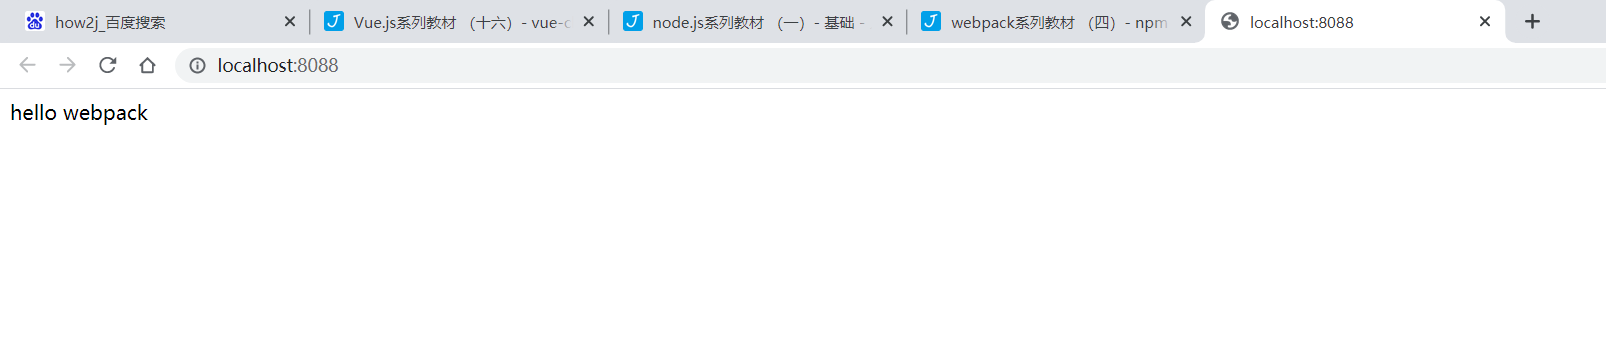 how2j_百度搜索
Vue.js系列教材 （十六）- vue-c
node.js系列教材 （一）- 基础 -
webpack系列教材 （四）- npm
localhost:8088
localhost:8088
hello webpack